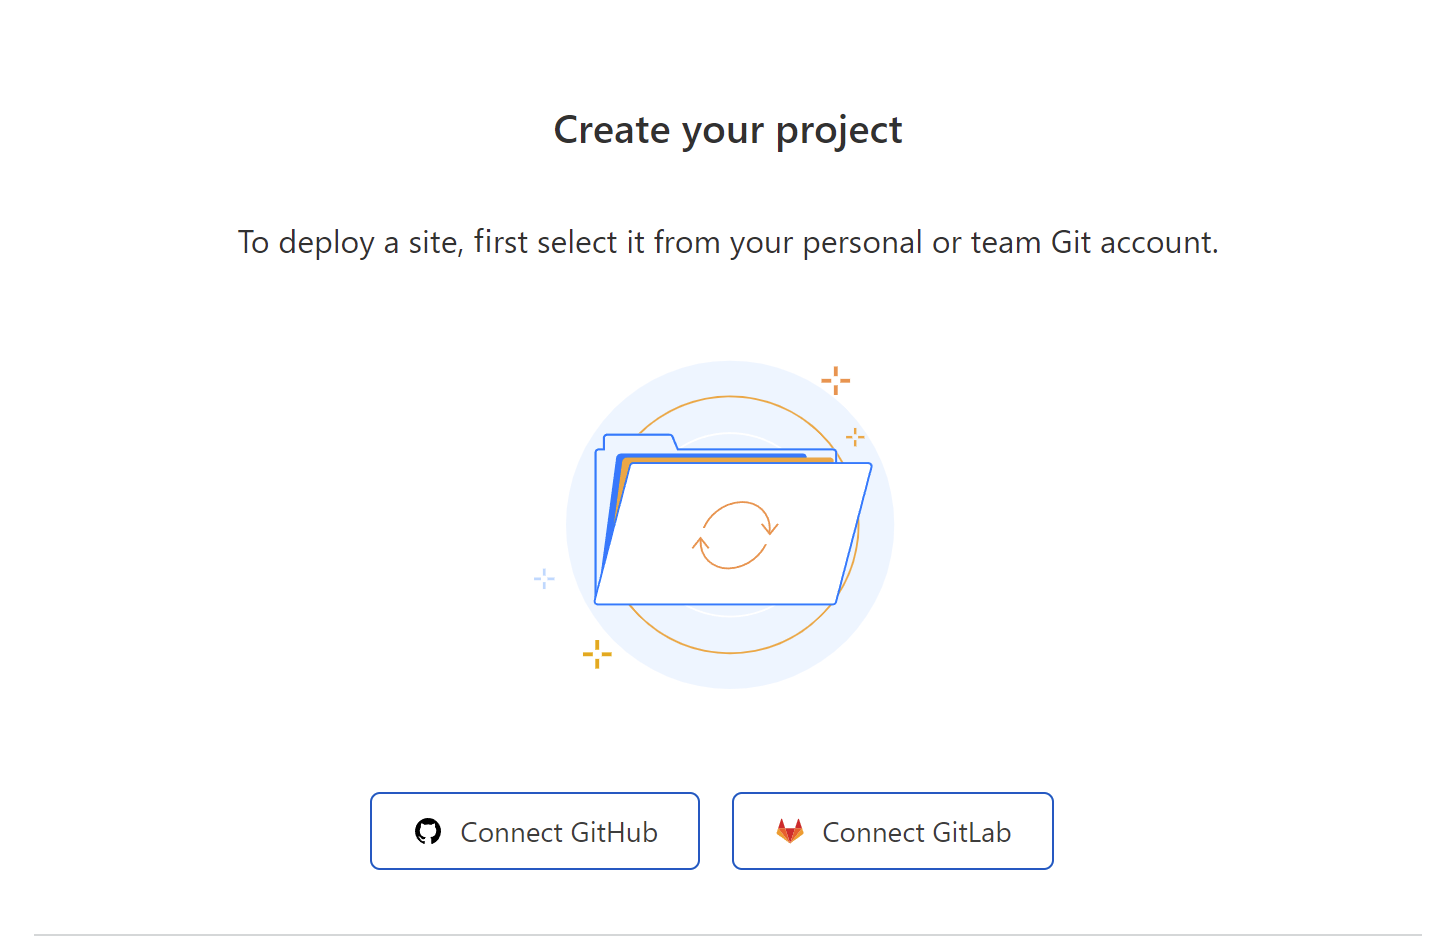 Create your project
To deploy a site, first select it from your personal or team Git account.
Connect GitHub
Connect GitLab